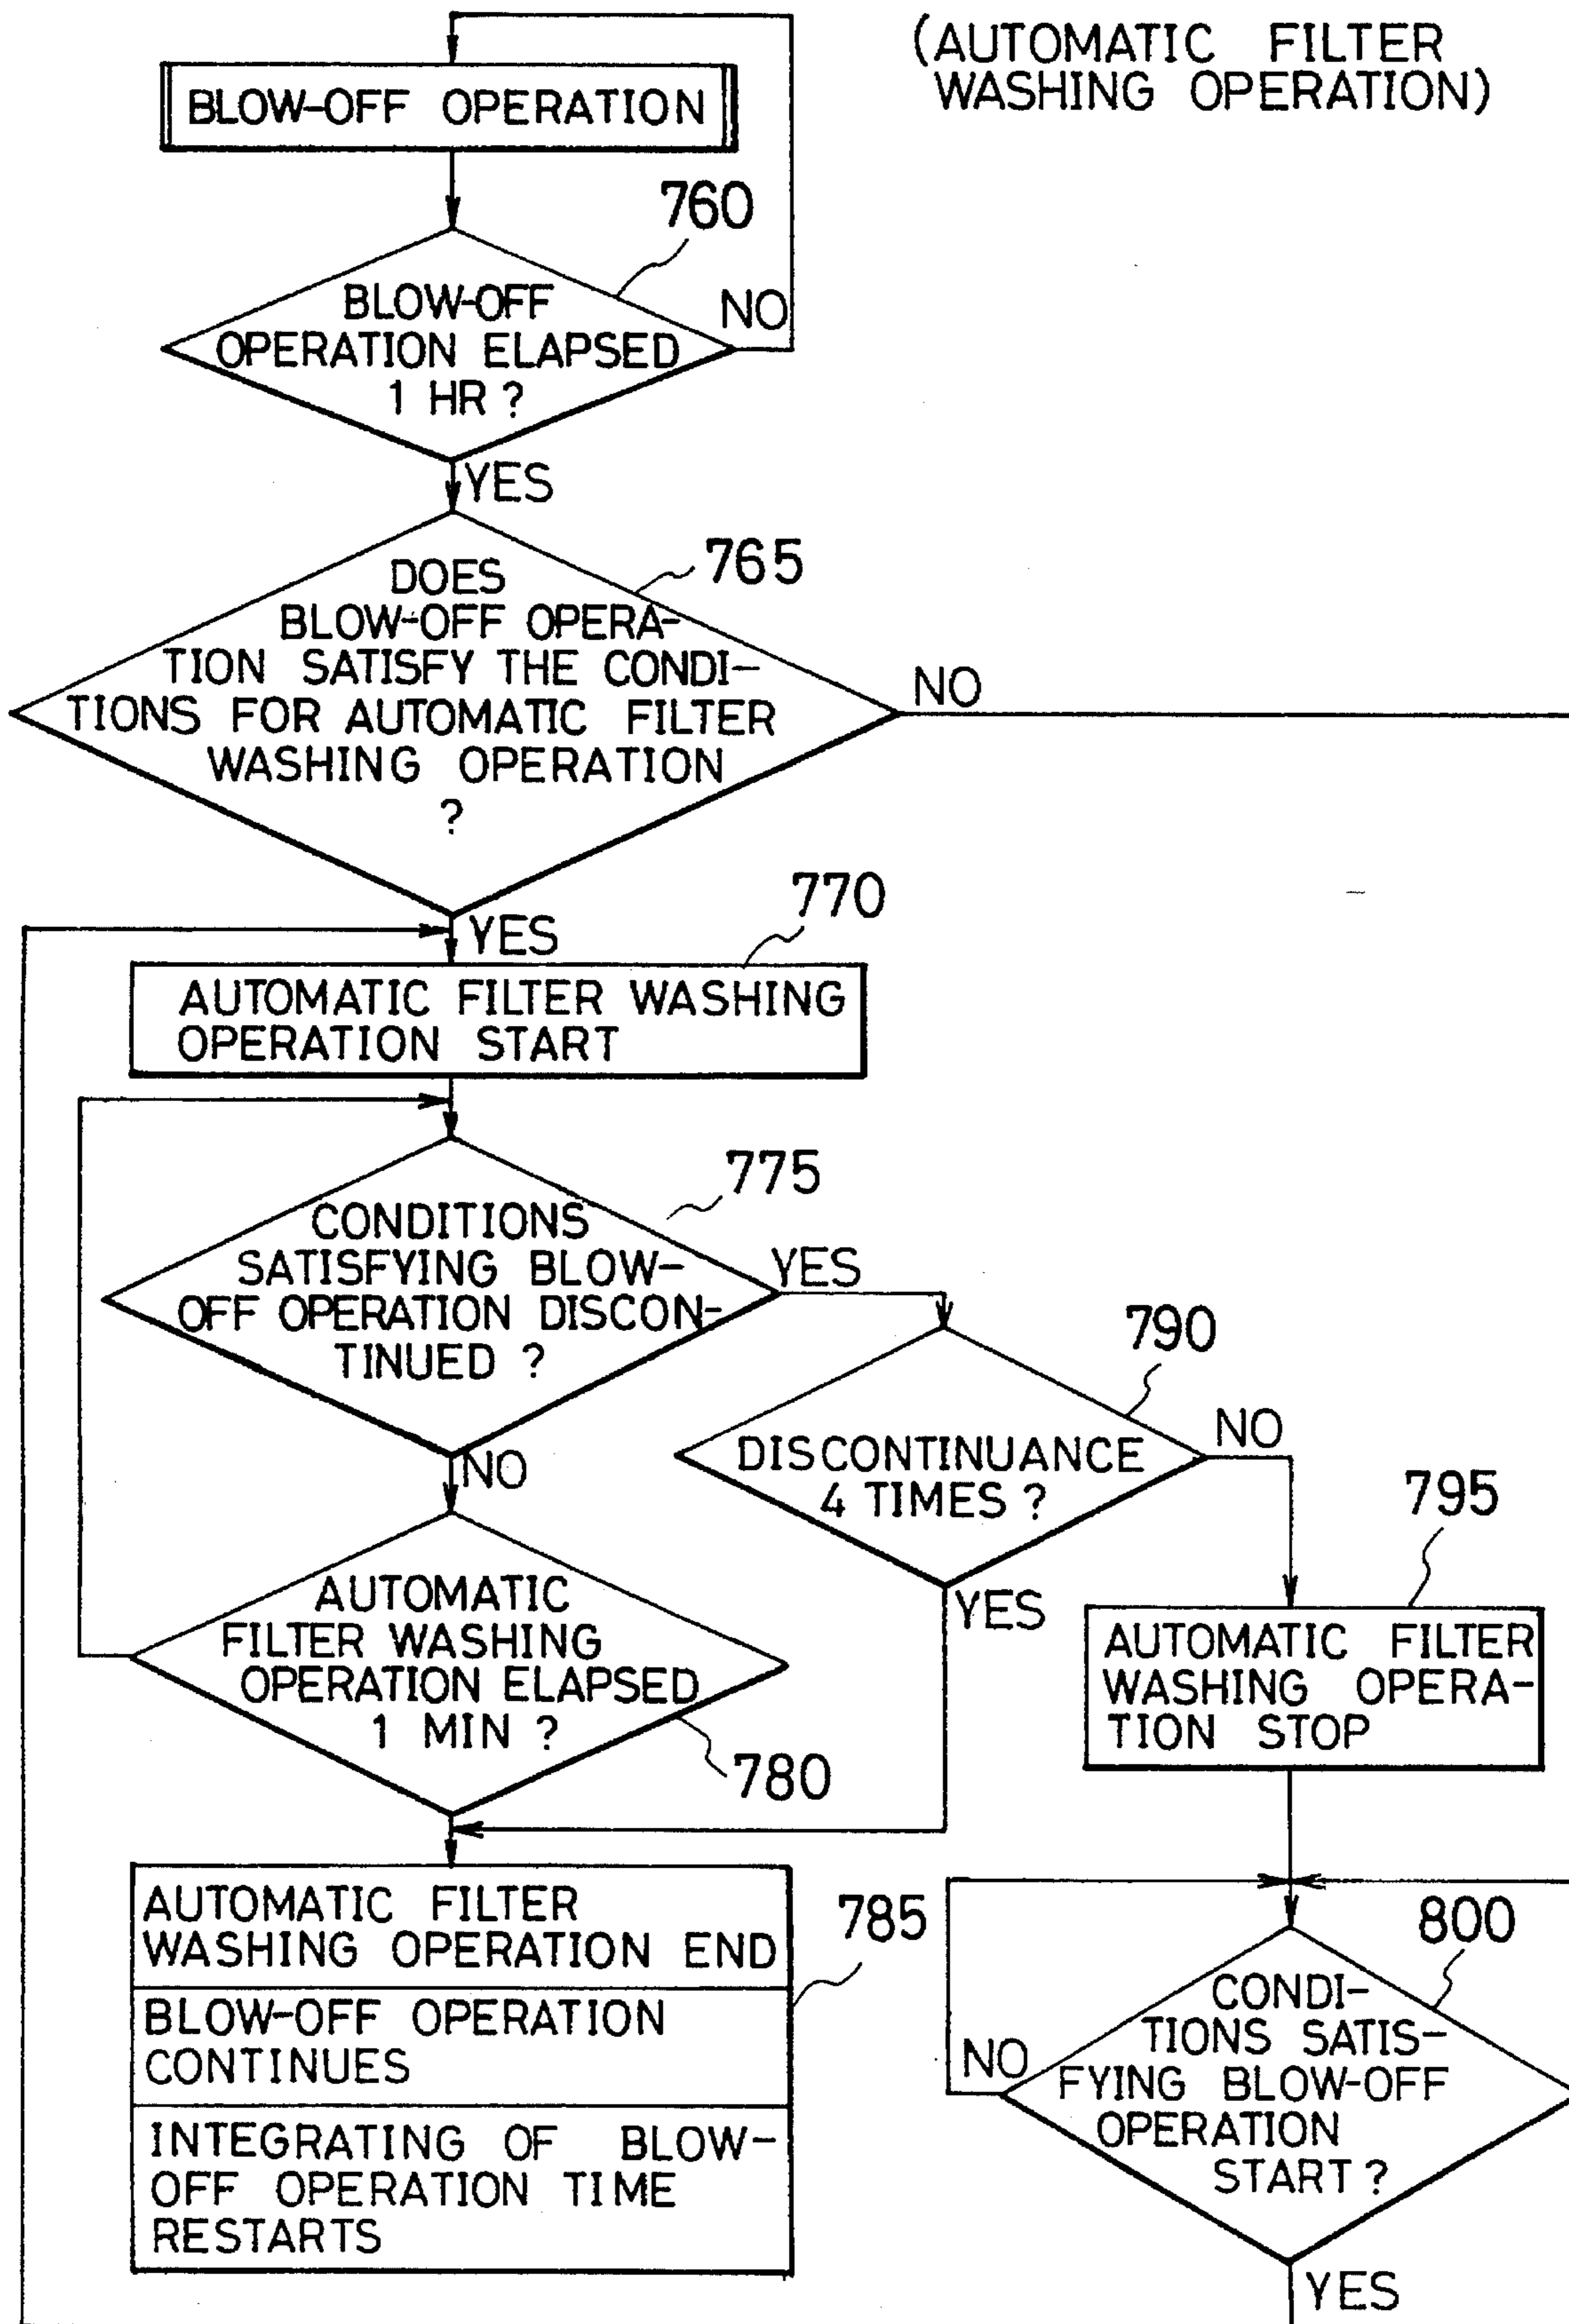 (AUTOMATIC FILTER
WASHING OPERATION)
BLOW-OFF OPERATION
760
BLOW-OFF
OPERATION ELAPSED
1 HR ?
NO
YES
765
DOES
BLOW-OFF OPERA-
TION SATISFY THE CONDI-
TIONS FOR AUTOMATIC FILTER
WASHING OPERATION
?
NO
YES
770
AUTOMATIC FILTER WASHING
OPERATION START
775
CONDITIONS
SATISFYING BLOW-
OFF OPERATION DISCON-
TINUED ?
YES
NO
790
DISCONTINUANCE
4 TIMES ?
NO
YES
795
AUTOMATIC FILTER
WASHING OPERA-
TION STOP
AUTOMATIC
FILTER WASHING
OPERATION ELAPSED
1 MIN ?
780
AUTOMATIC FILTER
WASHING OPERATION END
BLOW-OFF OPERATION
CONTINUES
INTEGRATING OF BLOW-
OFF OPERATION TIME
RESTARTS
785
800
CONDI-
TIONS SATIS-
FYING BLOW-OFF
OPERATION
START ?
NO
YES